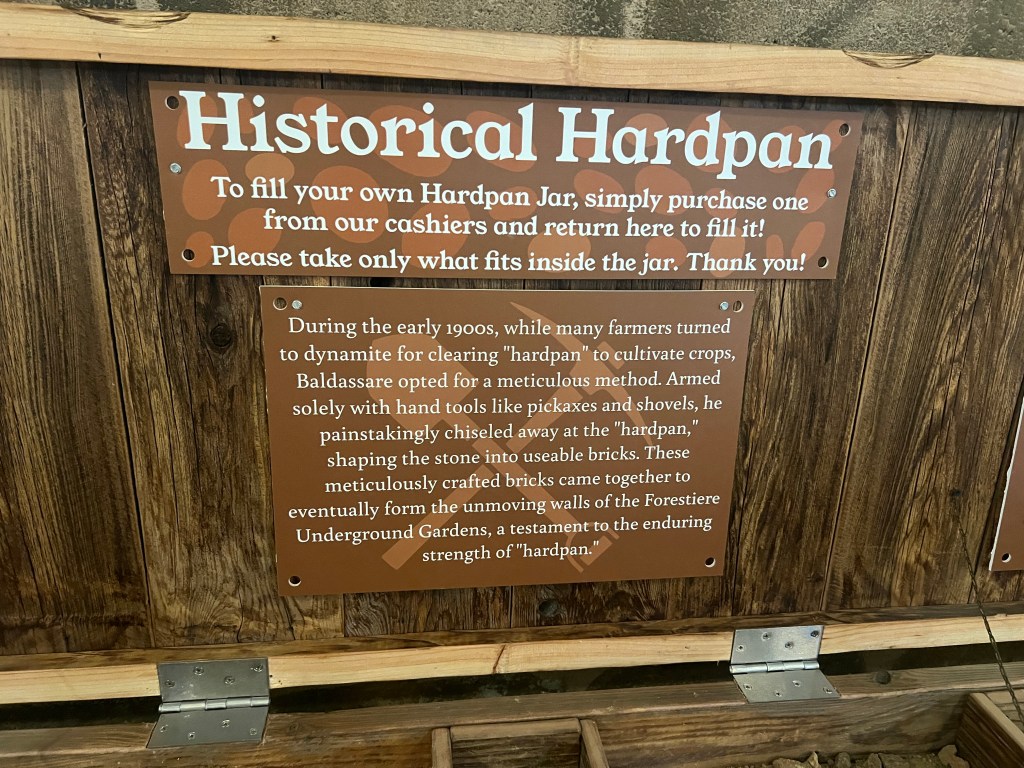 Historical Hardpan
To fill your own Hardpan Jar, simply purchase one
from our cashiers and return here to fill it!
Please take only what fits inside the jar. Thank you!
During the early 1900s, while many farmers turned
to dynamite for clearing "hardpan" to cultivate crops,
Baldassare opted for a meticulous method. Armed
solely with hand tools like pickaxes and shovels, he
painstakingly chiseled away at the "hardpan,"
shaping the stone into useable bricks. These
meticulously crafted bricks came together to
eventually form the unmoving walls of the Forestiere
Underground Gardens, a testament to the enduring
strength of "hardpan."